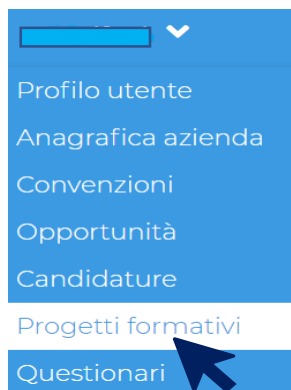 Profilo utente
Anagrafica azienda
Convenzioni
Opportunità
Candidature
Progetti formativi
Questionari